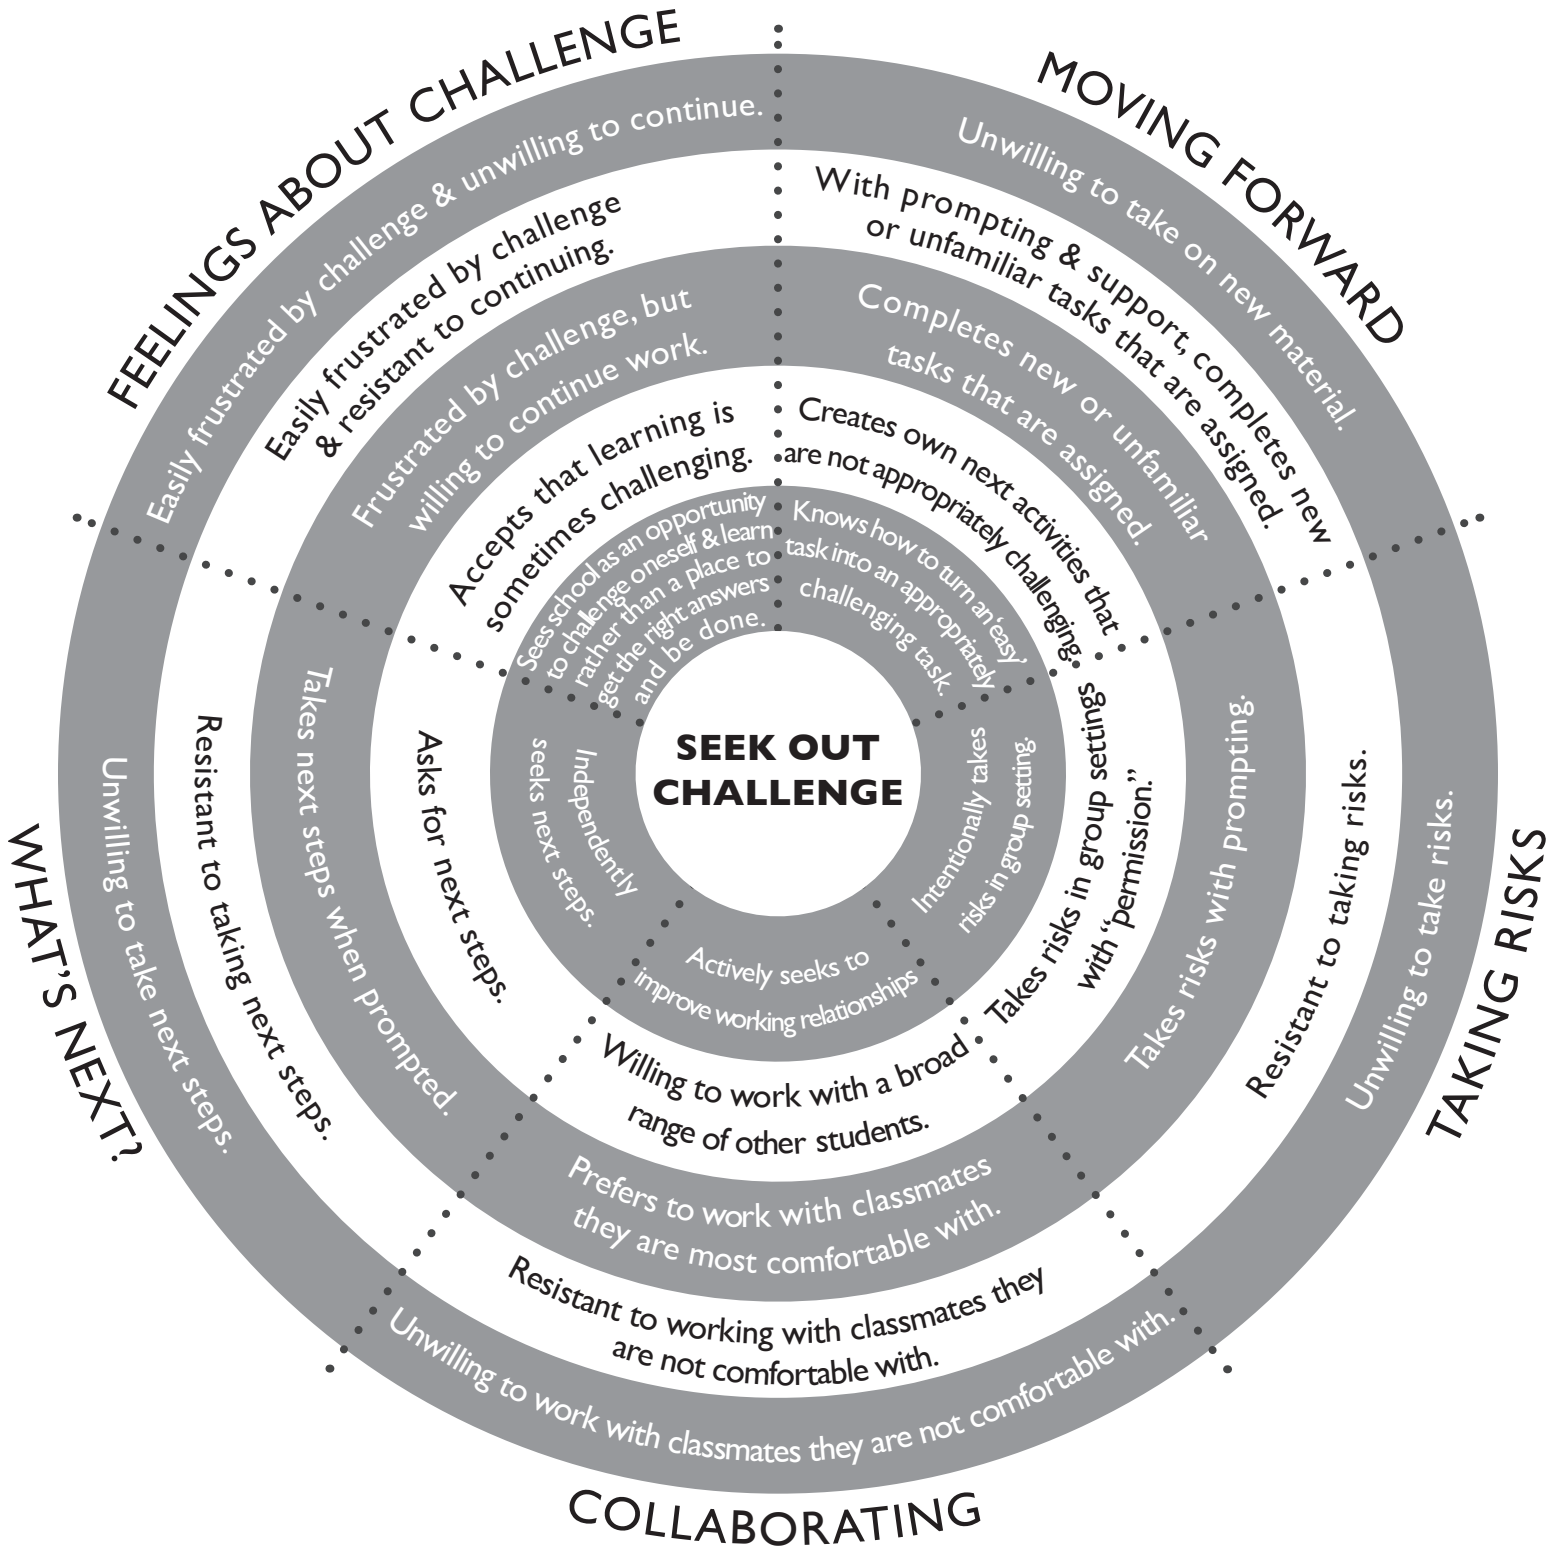 FEELINGS ABOUT CHALLENGE
Easily frustrated by challenge & unwilling to continue.
Easily frustrated by challenge
& resistant to continuing.
Frustrated by challenge, but
willing to continue work.
Accepts that learning is
sometimes challenging.
Sees school as an opportunity
to challenge oneself & learn
rather than a place to
get the right answers
and be done.
MOVING FORWARD
Unwilling to take on new material.
With prompting & support, completes new
or unfamiliar tasks that are assigned.
Completes new or unfamiliar
tasks that are assigned.
Creates own next activities that
are not appropriately challenging.
Knows how to turn an ‘easy’
task into an appropriately
challenging task.
TAKING RISKS
Unwilling to take risks.
Resistant to taking risks.
Takes risks with prompting.
Takes risks in group settings
with “permission.”
Intentionally takes
risks in group setting.
COLLABORATING
Unwilling to work with classmates they are not comfortable with.
Resistant to working with classmates they
are not comfortable with.
Prefers to work with classmates
they are most comfortable with.
Willing to work with a broad
range of other students.
Actively seeks to
improve working relationships
WHAT’S NEXT?
Unwilling to take next steps.
Resistant to taking next steps.
Takes next steps when prompted.
Asks for next steps.
Independently
seeks next steps.
SEEK OUT
CHALLENGE